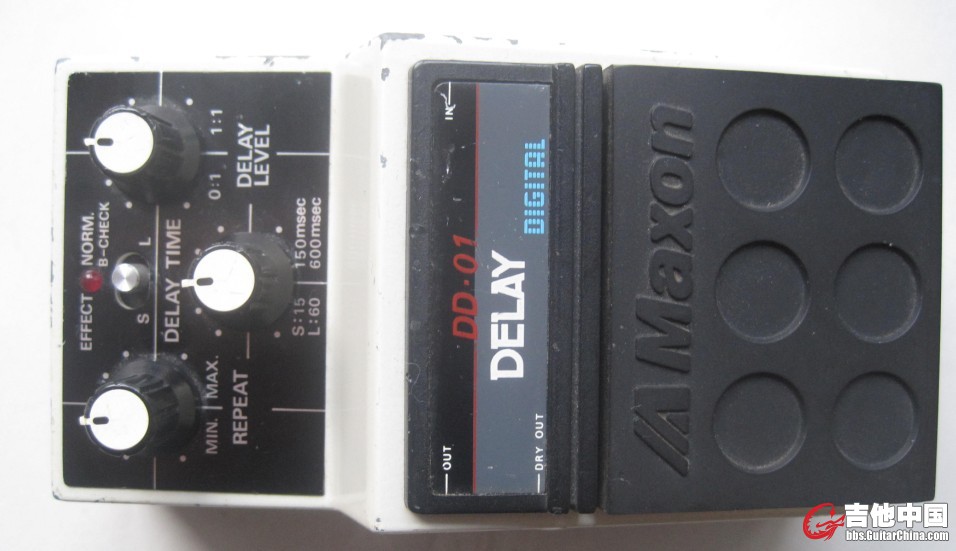 EFFECT
NORM.
B-CHECK
S
L
MIN.
MAX.
REPEAT
DELAY TIME
S:15
150msec
L:60
600msec
0:1
1:1
DELAY
LEVEL
OUT
DD-01
IN
DELAY
DIGITAL
DRY OUT
Maxon
吉他中国
bbs.GuitarChina.com